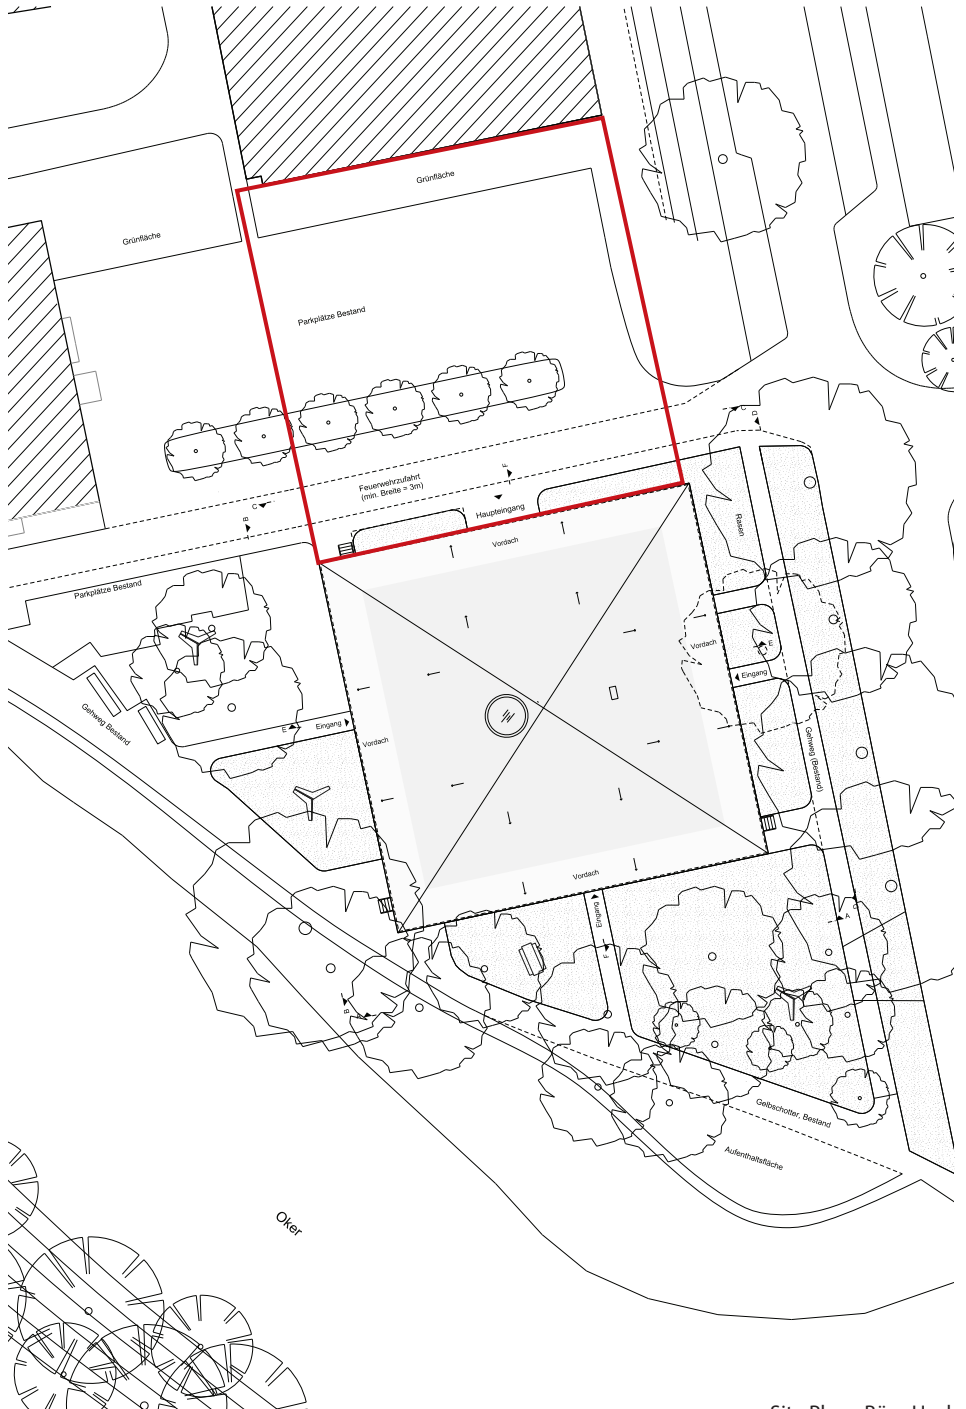 Grünfläche
Grünfläche
Parkplätze Bestand
Feuerwehrzufahrt
(min. Breite = 3m)
Haupteingang
Vordach
F
C
D
C
B
Rasen
Parkplätze Bestand
Gehweg Bestand
E
Eingang
Vordach
Vordach
E
Eingang
Gehweg (Bestand)
Vordach
Eingang
F
A
B
Gelbschotter, Bestand
Aufenthaltsfläche
Oker